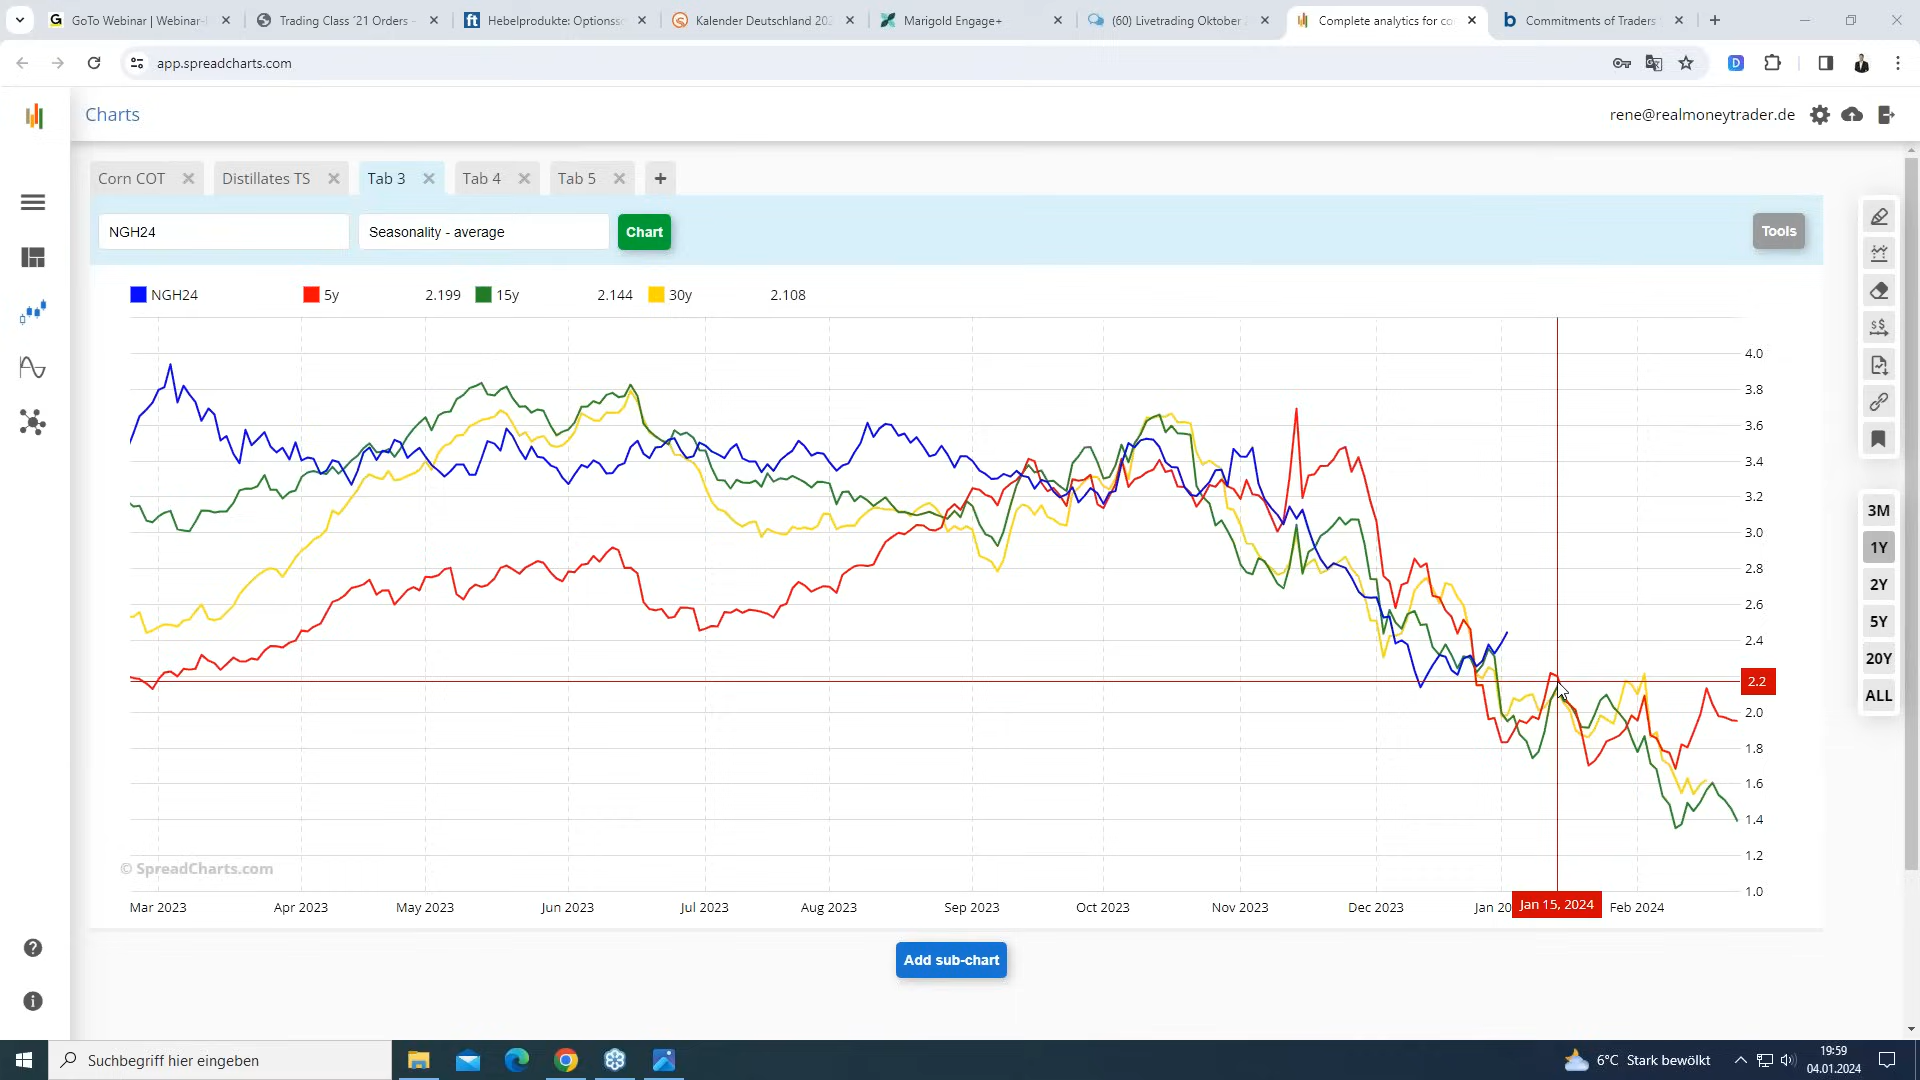 GoTo Webinar | Webinar-
Trading Class '21 Orders -
Hebelprodukte: Optionssc
Kalender Deutschland 202
Marigold Engage+
(60) Livetrading Oktober
Complete analytics for co
Commitments of Traders
app.spreadcharts.com
Charts
rene@realmoneytrader.de
Corn COT
Distillates TS
Tab 3
Tab 4
Tab 5
NGH24
Seasonality - average
Chart
Tools
NGH24
5y 2.199
15y 2.144
30y 2.108
4.0
3.8
3.6
3.4
3.2
3.0
2.8
2.6
2.4
2.2
2.0
1.8
1.6
1.4
1.2
1.0
3M
1Y
2Y
5Y
20Y
ALL
© SpreadCharts.com
Mar 2023 Apr 2023 May 2023 Jun 2023 Jul 2023 Aug 2023 Sep 2023 Oct 2023 Nov 2023 Dec 2023 Jan 20 Jan 15, 2024 Feb 2024
Add sub-chart
Suchbegriff hier eingeben
6°C Stark bewölkt
19:59
04.01.2024